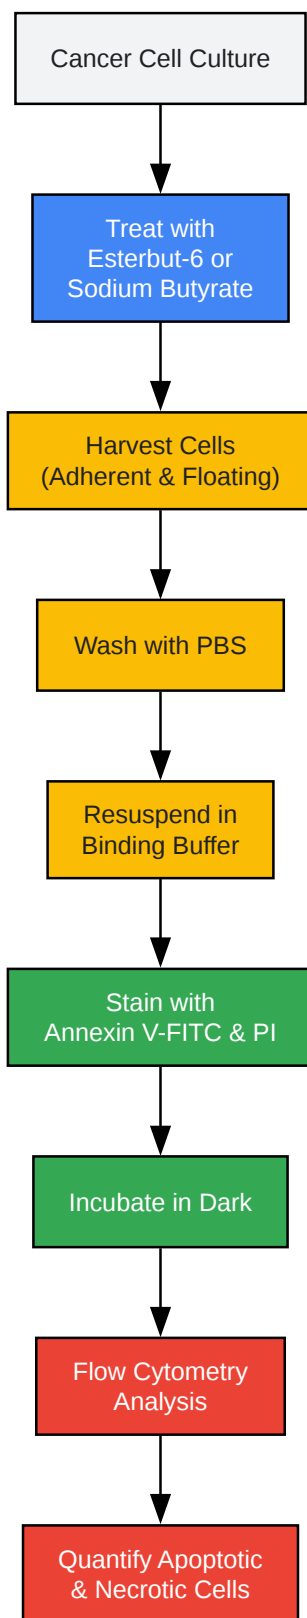 Cancer Cell Culture
Treat with
Esterbut-6 or
Sodium Butyrate
Harvest Cells
(Adherent & Floating)
Wash with PBS
Resuspend in
Binding Buffer
Stain with
Annexin V-FITC & PI
Incubate in Dark
Flow Cytometry
Analysis
Quantify Apoptotic
& Necrotic Cells